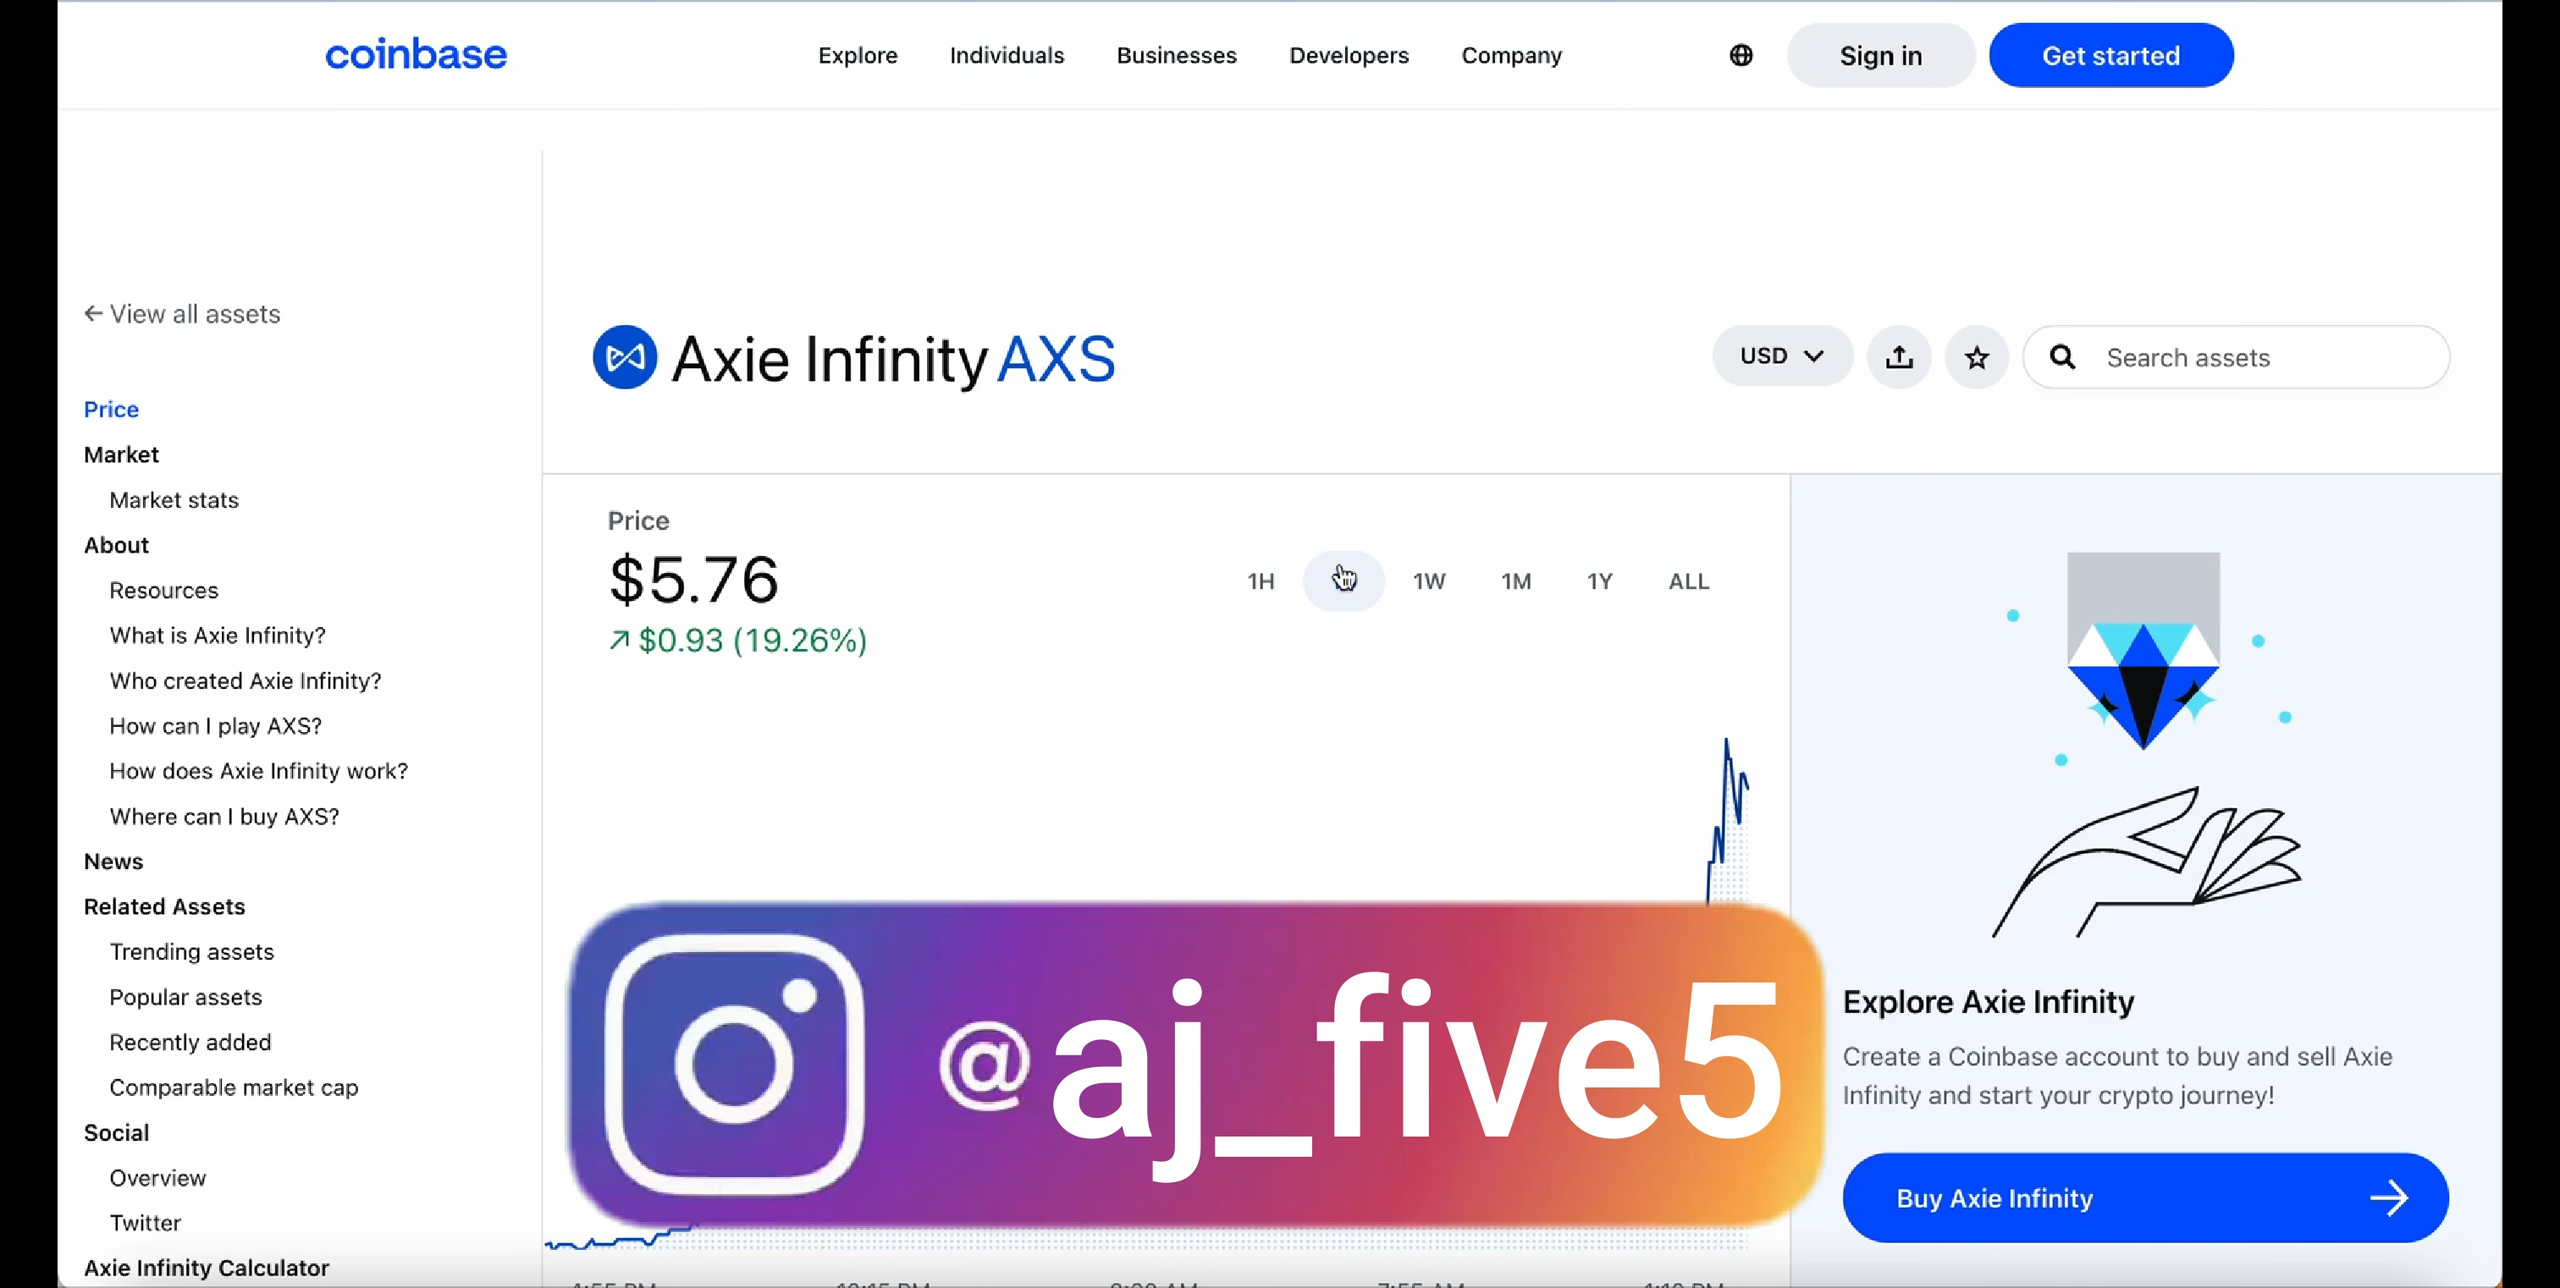 coinbase
Explore
Individuals
Businesses
Developers
Company
Sign in
Get started
← View all assets
Price
Market
Market stats
About
Resources
What is Axie Infinity?
Who created Axie Infinity?
How can I play AXS?
How does Axie Infinity work?
Where can I buy AXS?
News
Related Assets
Trending assets
Popular assets
Recently added
Comparable market cap
Social
Overview
Twitter
Axie Infinity Calculator
Axie Infinity AXS
USD
Search assets
Price
$5.76
↗ $0.93 (19.26%)
1H
1W
1M
1Y
ALL
@aj_five5
Explore Axie Infinity
Create a Coinbase account to buy and sell Axie
Infinity and start your crypto journey!
Buy Axie Infinity